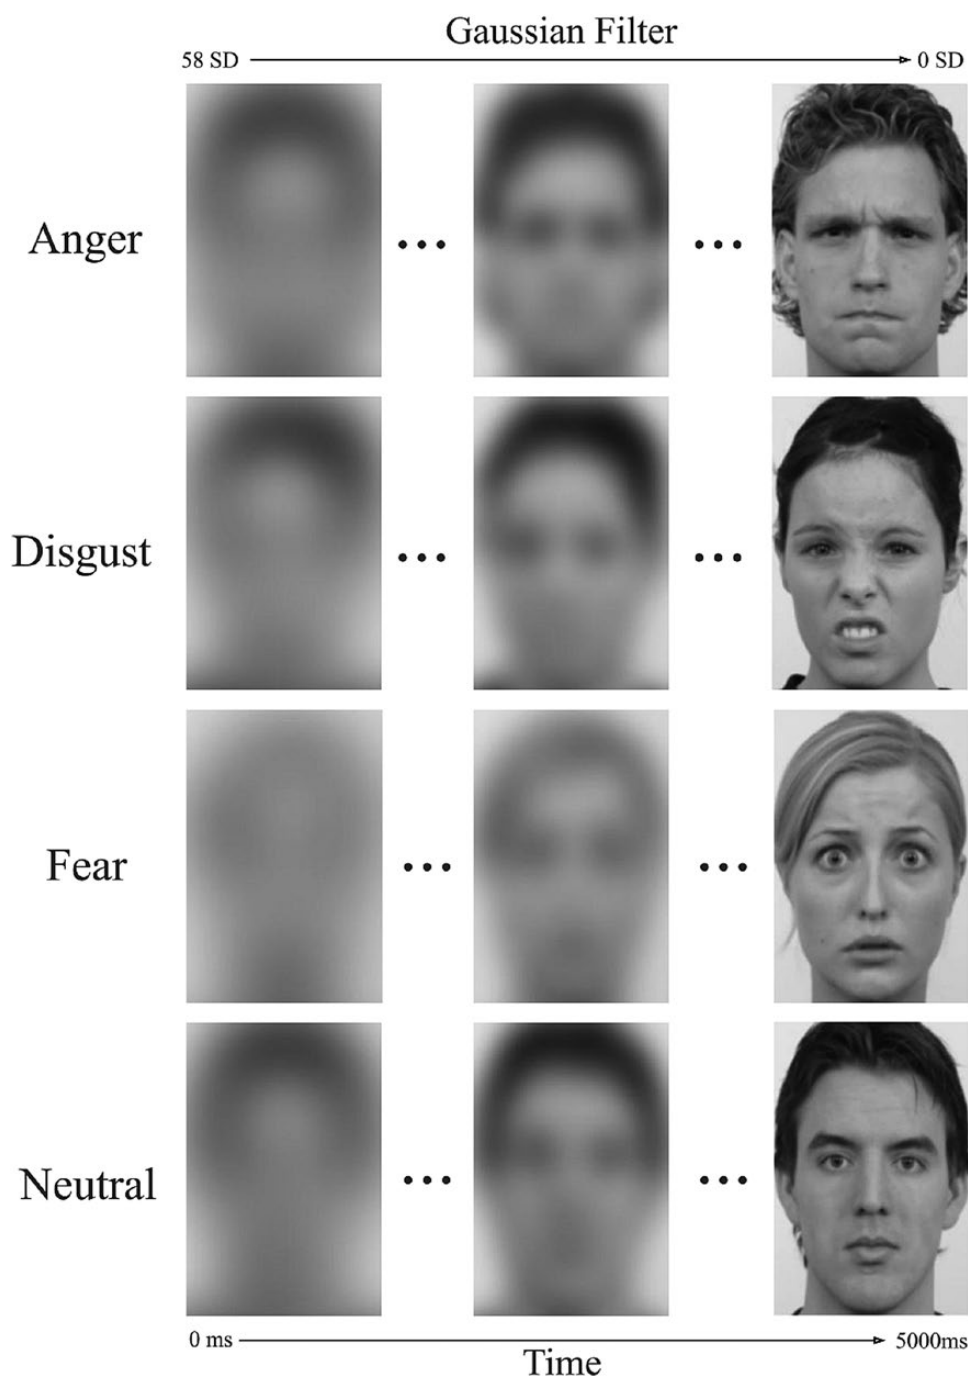 Gaussian Filter
58 SD
0 SD
Anger
Disgust
Fear
Neutral
0 ms
5000ms
Time